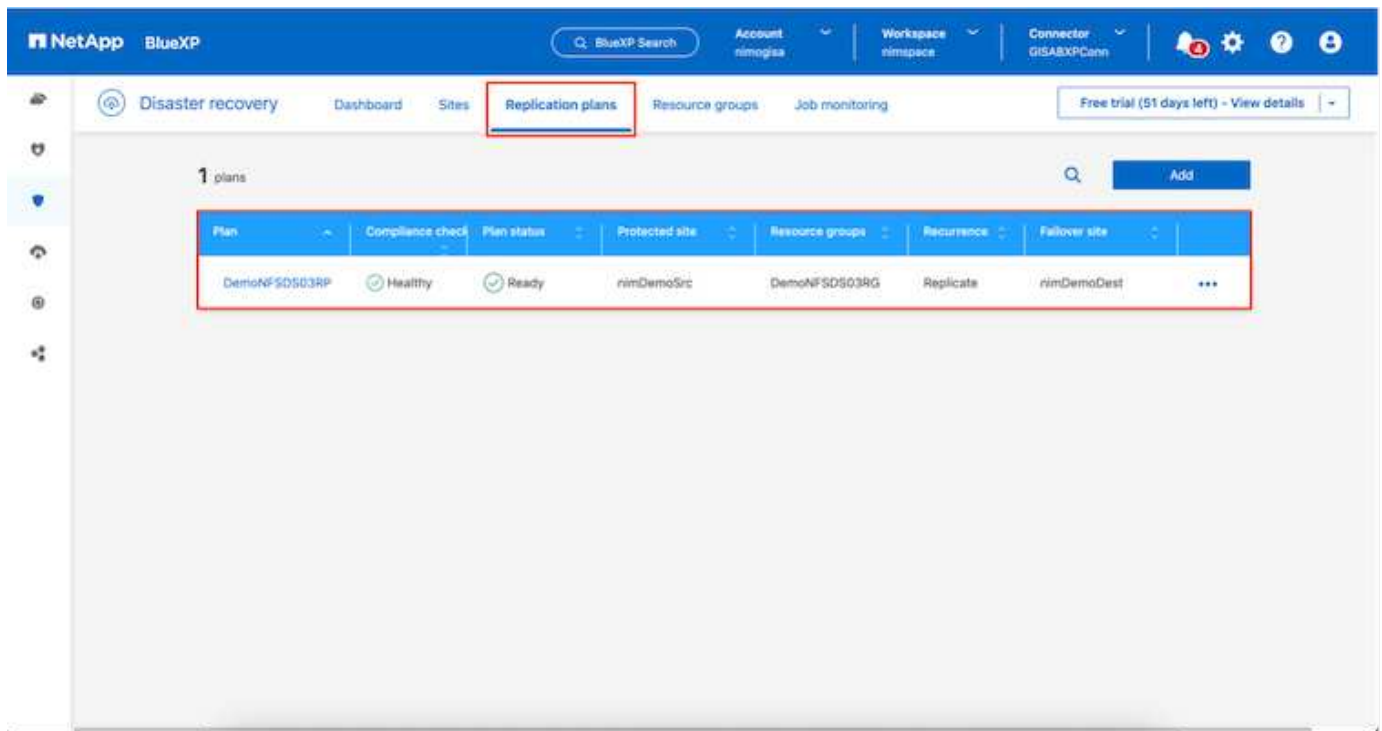 NetApp BlueXP
BlueXP Search
Account
nimogisa
Workspace
nimspace
Connector
GISABXPConn
4
Disaster recovery
Dashboard
Sites
Replication plans
Resource groups
Job monitoring
Free trial (51 days left) - View details
1 plans
Add
Plan
Compliance check
Plan status
Protected site
Resource groups
Recurrence
Failover site
DemoNFSDS03RP
Healthy
Ready
nimDemoSrc
DemoNFSDS03RG
Replicate
nimDemoDest